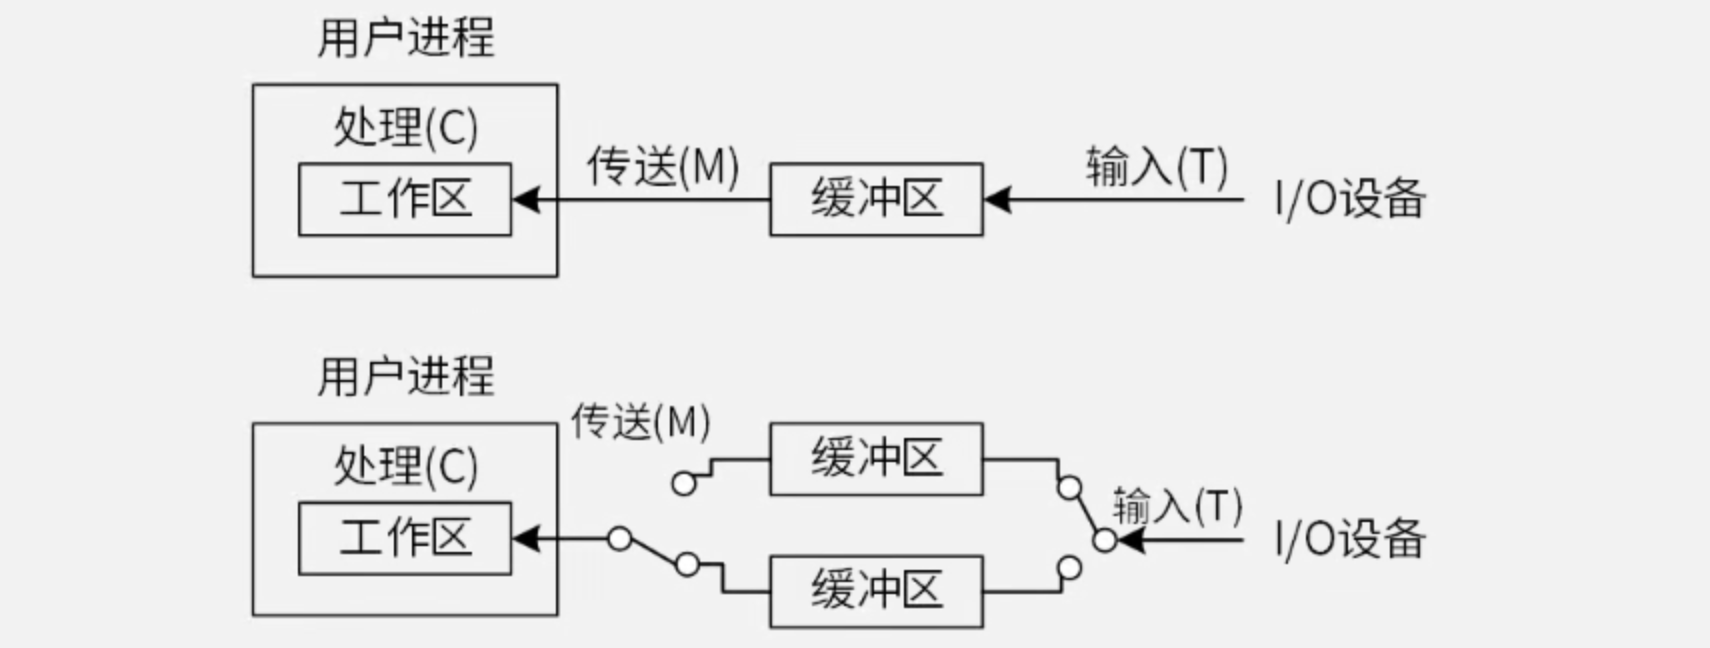 用户进程
处理(C)
工作区
传送(M)
缓冲区
输入(T)
I/O设备
用户进程
处理(C)
工作区
传送(M)
缓冲区
缓冲区
输入(T)
I/O设备